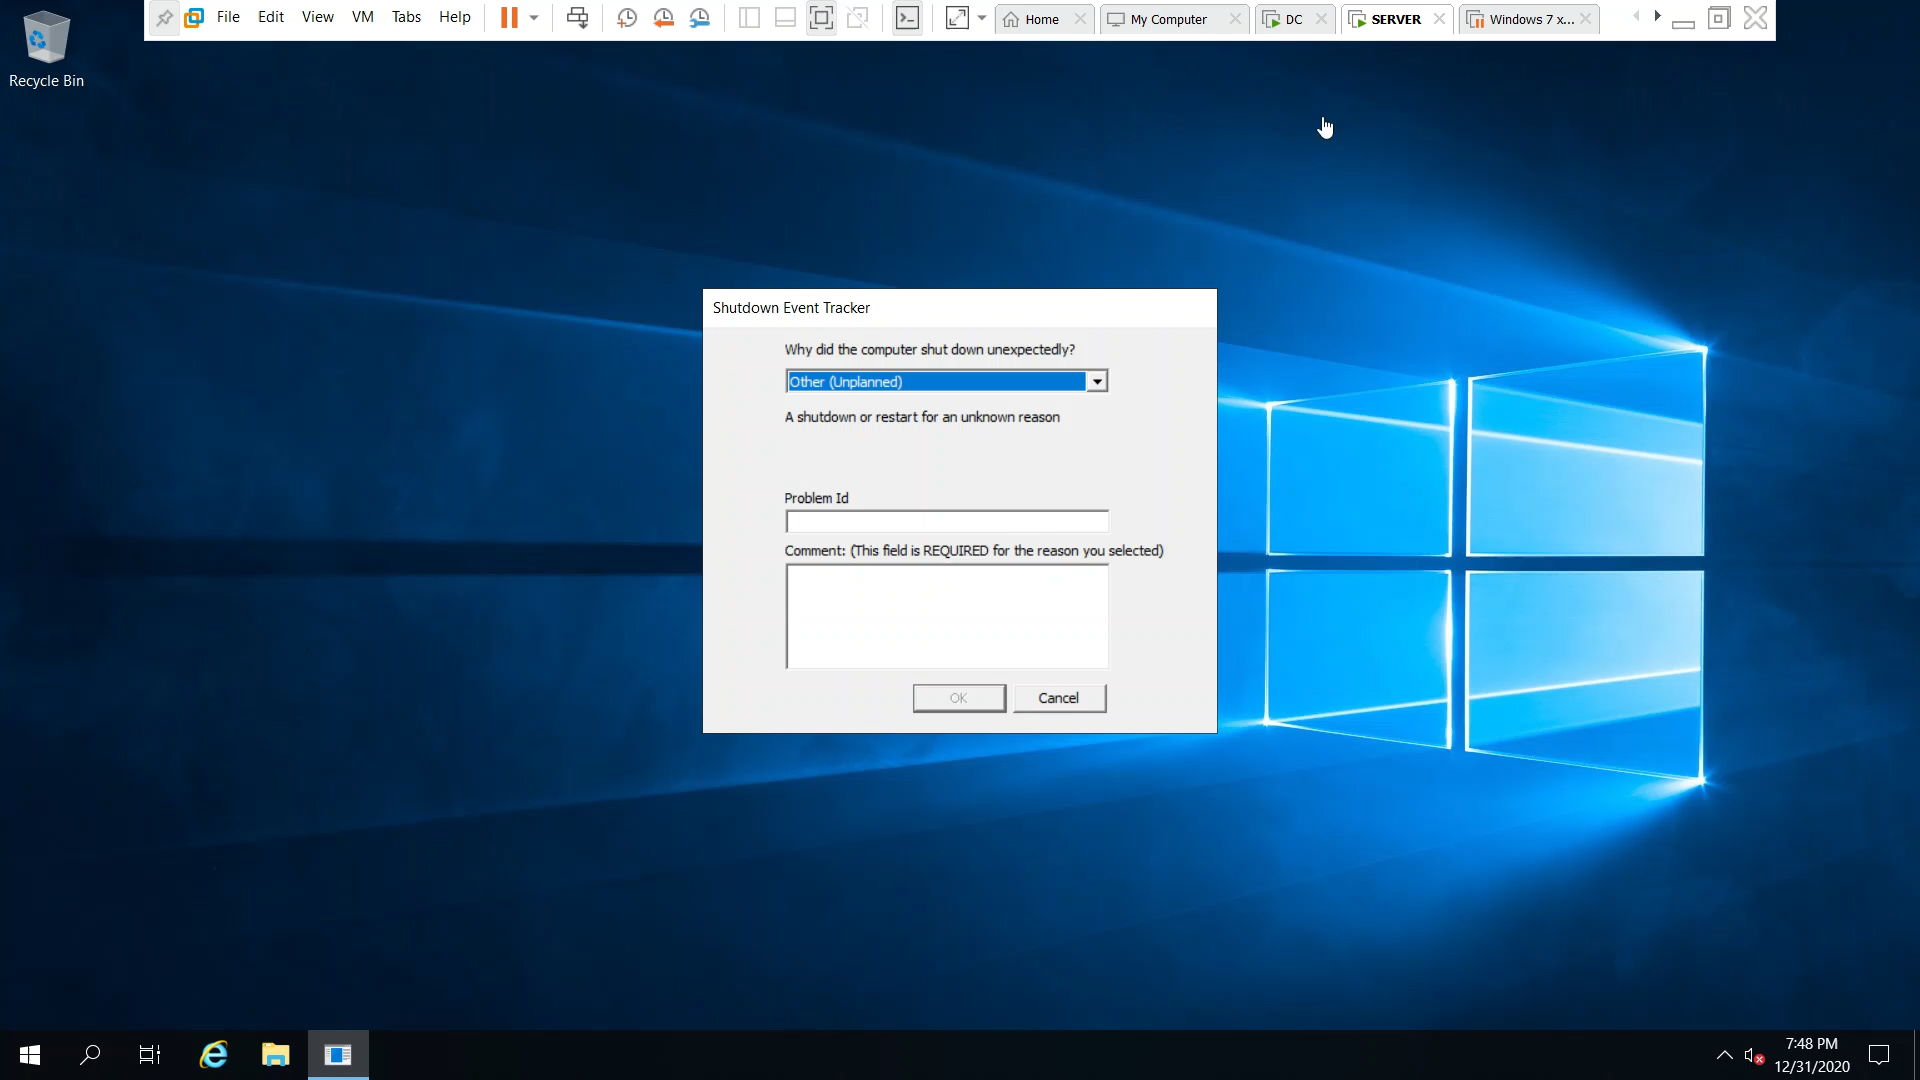 File Edit View VM Tabs Help
Home
My Computer
DC
SERVER
Windows 7 x...
Recycle Bin
Shutdown Event Tracker
Why did the computer shut down unexpectedly?
Other (Unplanned)
A shutdown or restart for an unknown reason
Problem Id
Comment: (This field is REQUIRED for the reason you selected)
OK
Cancel
7:48 PM
12/31/2020